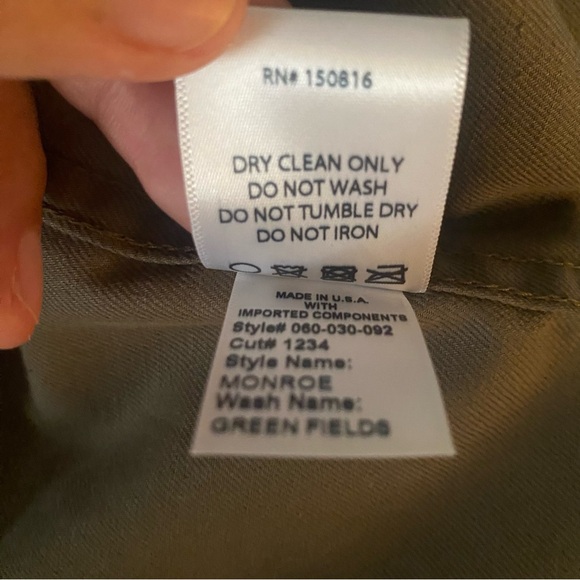 RN# 150816
DRY CLEAN ONLY
DO NOT WASH
DO NOT TUMBLE DRY
DO NOT IRON
MADE IN U.S.A.
WITH
IMPORTED COMPONENTS
Style# 060-030-092
Cut# 1234
Style Name:
MONROE
Wash Name:
GREEN FIELDS